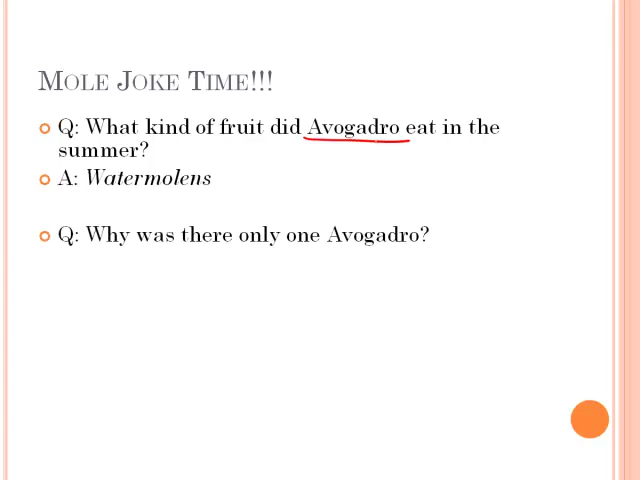 MOLE JOKE TIME!!!
Q: What kind of fruit did Avogadro eat in the
summer?
A: Watermolens
Q: Why was there only one Avogadro?